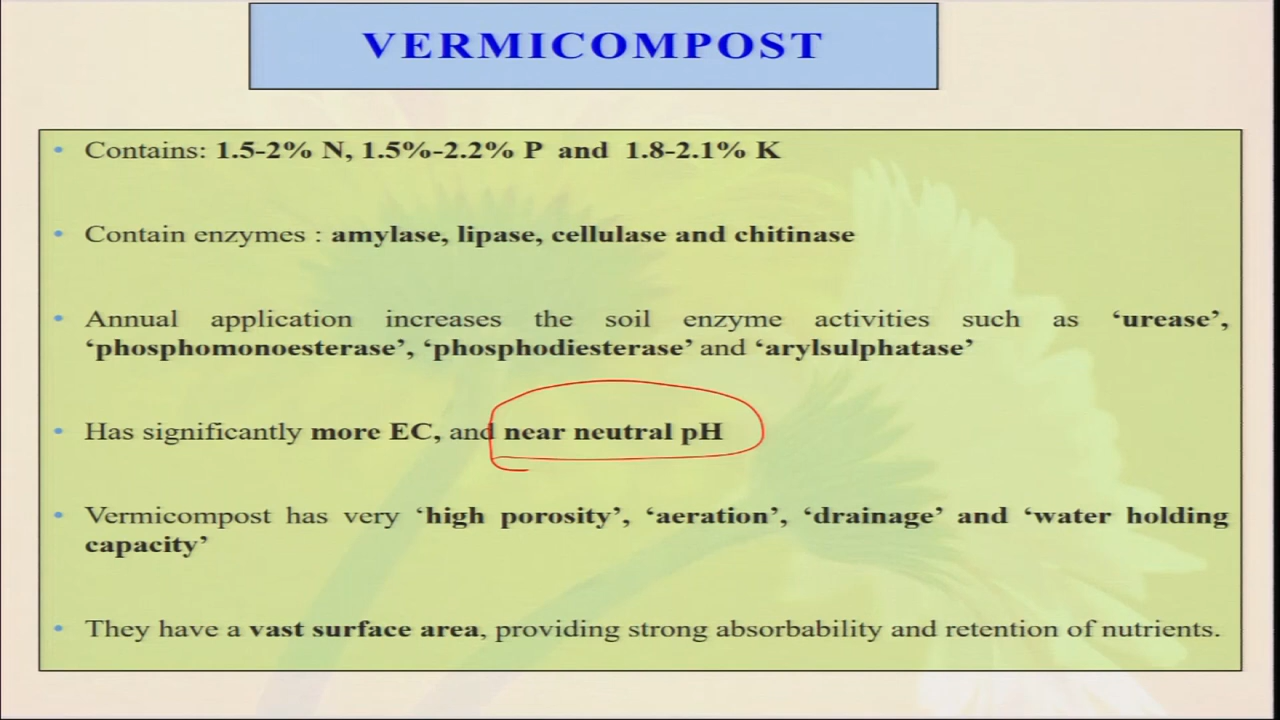 VERMICOMPOST
• Contains: 1.5-2% N, 1.5%-2.2% P and 1.8-2.1% K
• Contain enzymes : amylase, lipase, cellulase and chitinase
• Annual application increases the soil enzyme activities such as ‘urease’,
‘phosphomonoesterase’, ‘phosphodiesterase’ and ‘arylsulphatase’
• Has significantly more EC, and near neutral pH
• Vermicompost has very ‘high porosity’, ‘aeration’, ‘drainage’ and ‘water holding
capacity’
• They have a vast surface area, providing strong absorbability and retention of nutrients.